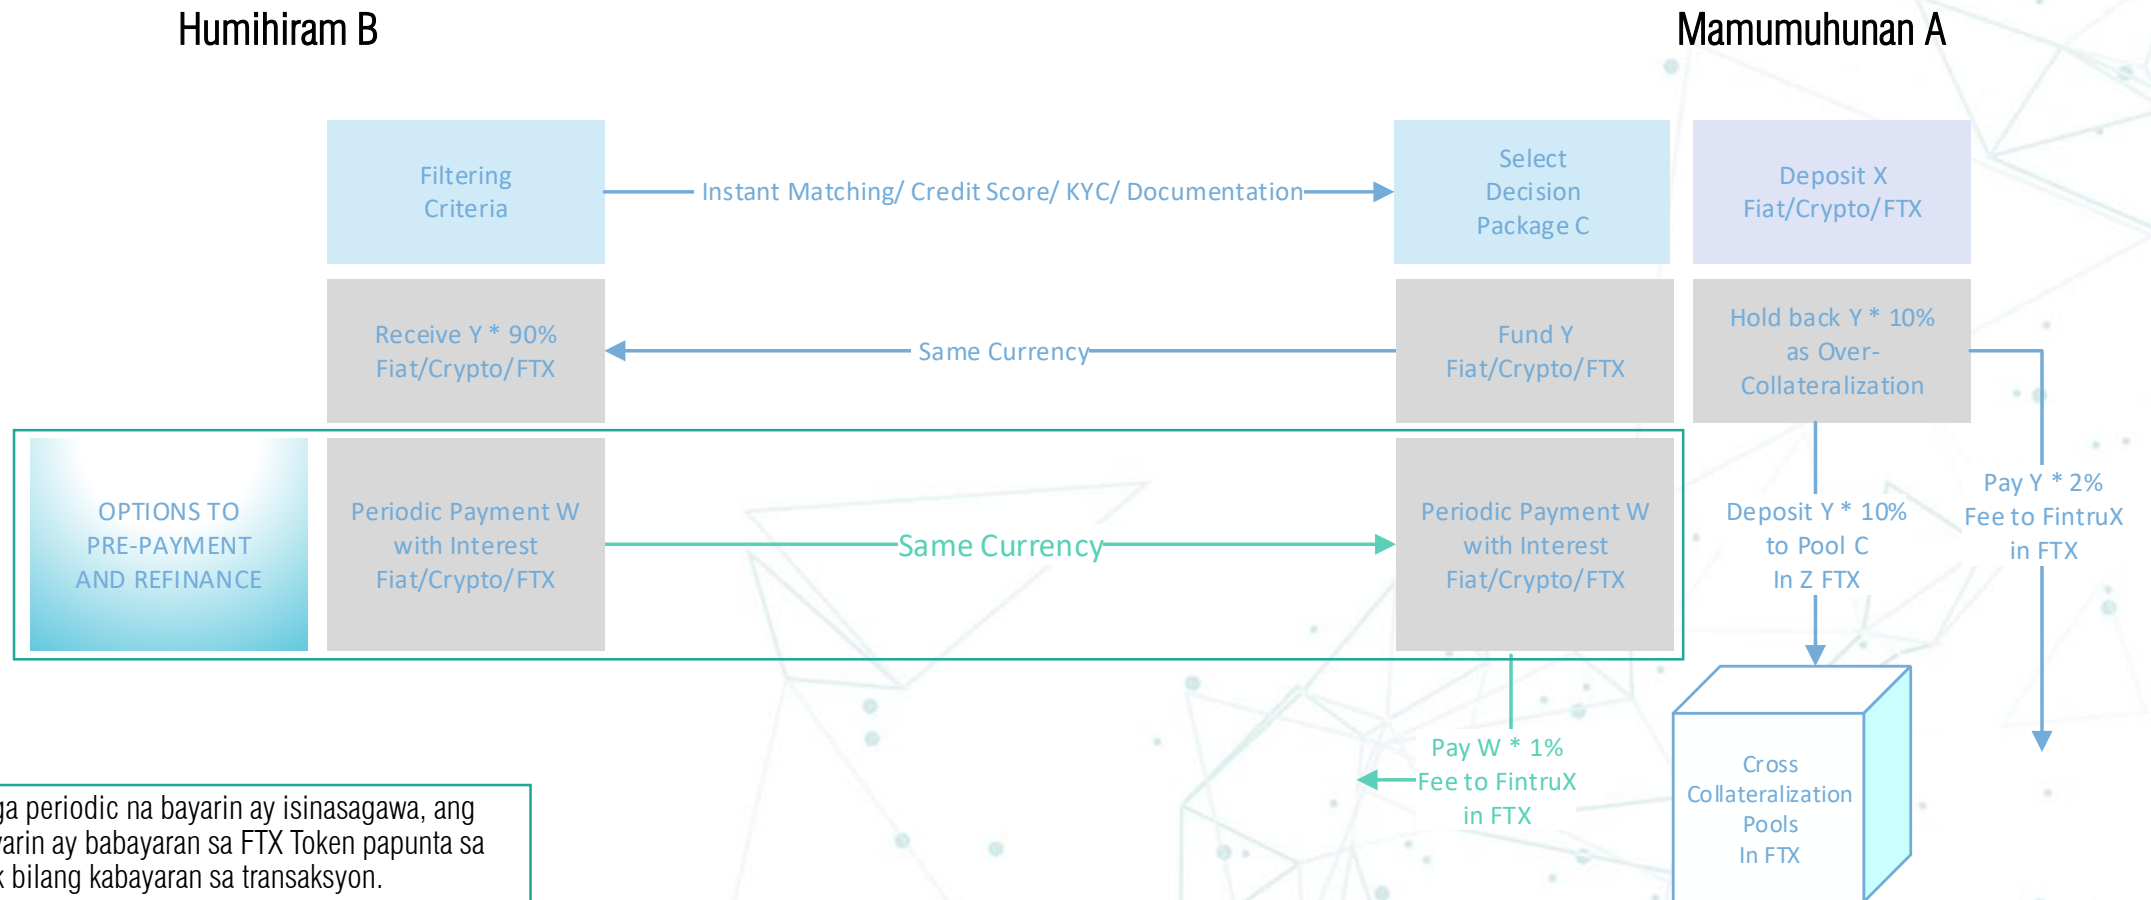 Humihiram B
Mamumuhunan A
Filtering
Criteria
Instant Matching/ Credit Score/ KYC/ Documentation
Select
Decision
Package C
Deposit X
Fiat/Crypto/FTX
Receive Y * 90%
Fiat/Crypto/FTX
Same Currency
Fund Y
Fiat/Crypto/FTX
Hold back Y * 10%
as Over-
Collateralization
OPTIONS TO
PRE-PAYMENT
AND REFINANCE
Periodic Payment W
with Interest
Fiat/Crypto/FTX
Same Currency
Periodic Payment W
with Interest
Fiat/Crypto/FTX
Deposit Y * 10%
to Pool C
In Z FTX
Pay Y * 2%
Fee to FintruX
in FTX
Pay W * 1%
Fee to FintruX
in FTX
Cross
Collateralization
Pools
In FTX
periodic na bayarin ay isinasagawa, ang
ay babayaran sa FTX Token papunta sa
bilang kabayaran sa transaksyon.